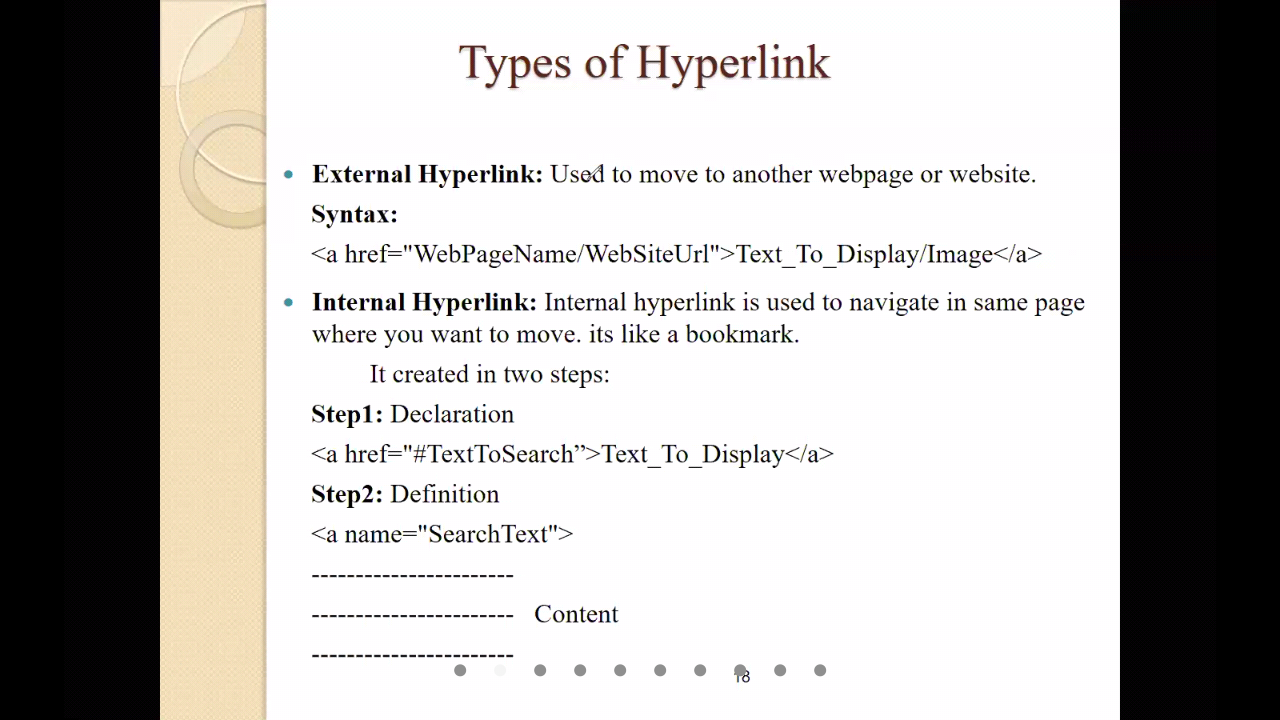 Types of Hyperlink
External Hyperlink: Used to move to another webpage or website.
Syntax:
<a href="WebPageName/WebSiteUrl">Text_To_Display/Image</a>
Internal Hyperlink: Internal hyperlink is used to navigate in same page
where you want to move. its like a bookmark.
It created in two steps:
Step1: Declaration
<a href="#TextToSearch”>Text_To_Display</a>
Step2: Definition
<a name="SearchText">
-----------------------
----------------------- Content
-----------------------
18